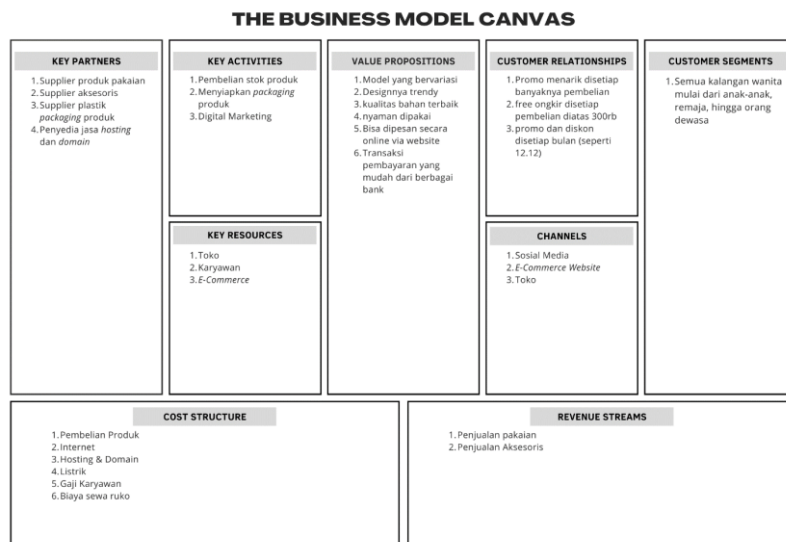 THE BUSINESS MODEL CANVAS
KEY PARTNERS
1.Supplier produk pakaian
2.Supplier aksesoris
3.Supplier plastik
packaging produk
4.Penyedia jasa hosting
dan domain
KEY ACTIVITIES
1.Pembelian stok produk
2.Menyiapkan packaging
produk
3.Digital Marketing
KEY RESOURCES
1.Toko
2.Karyawan
3.E-Commerce
VALUE PROPOSITIONS
1.Model yang bervariasi
2.Designnya trendy
3.kualitas bahan terbaik
4.nyaman dipakai
5.Bisa dipesan secara
online via website
6.Transaksi
pembayaran yang
mudah dari berbagai
bank
CUSTOMER RELATIONSHIPS
1.Promo menarik disetiap
banyaknya pembelian
2.free ongkir disetiap
pembelian diatas 300rb
3.promo dan diskon
disetiap bulan (seperti
12.12)
CHANNELS
1.Sosial Media
2.E-Commerce Website
3.Toko
CUSTOMER SEGMENTS
1.Semua kalangan wanita
mulai dari anak-anak,
remaja, hingga orang
dewasa
COST STRUCTURE
1.Pembelian Produk
2.Internet
3.Hosting & Domain
4.Listrik
5.Gaji Karyawan
6.Biaya sewa ruko
REVENUE STREAMS
1.Penjualan pakaian
2.Penjualan Aksesoris